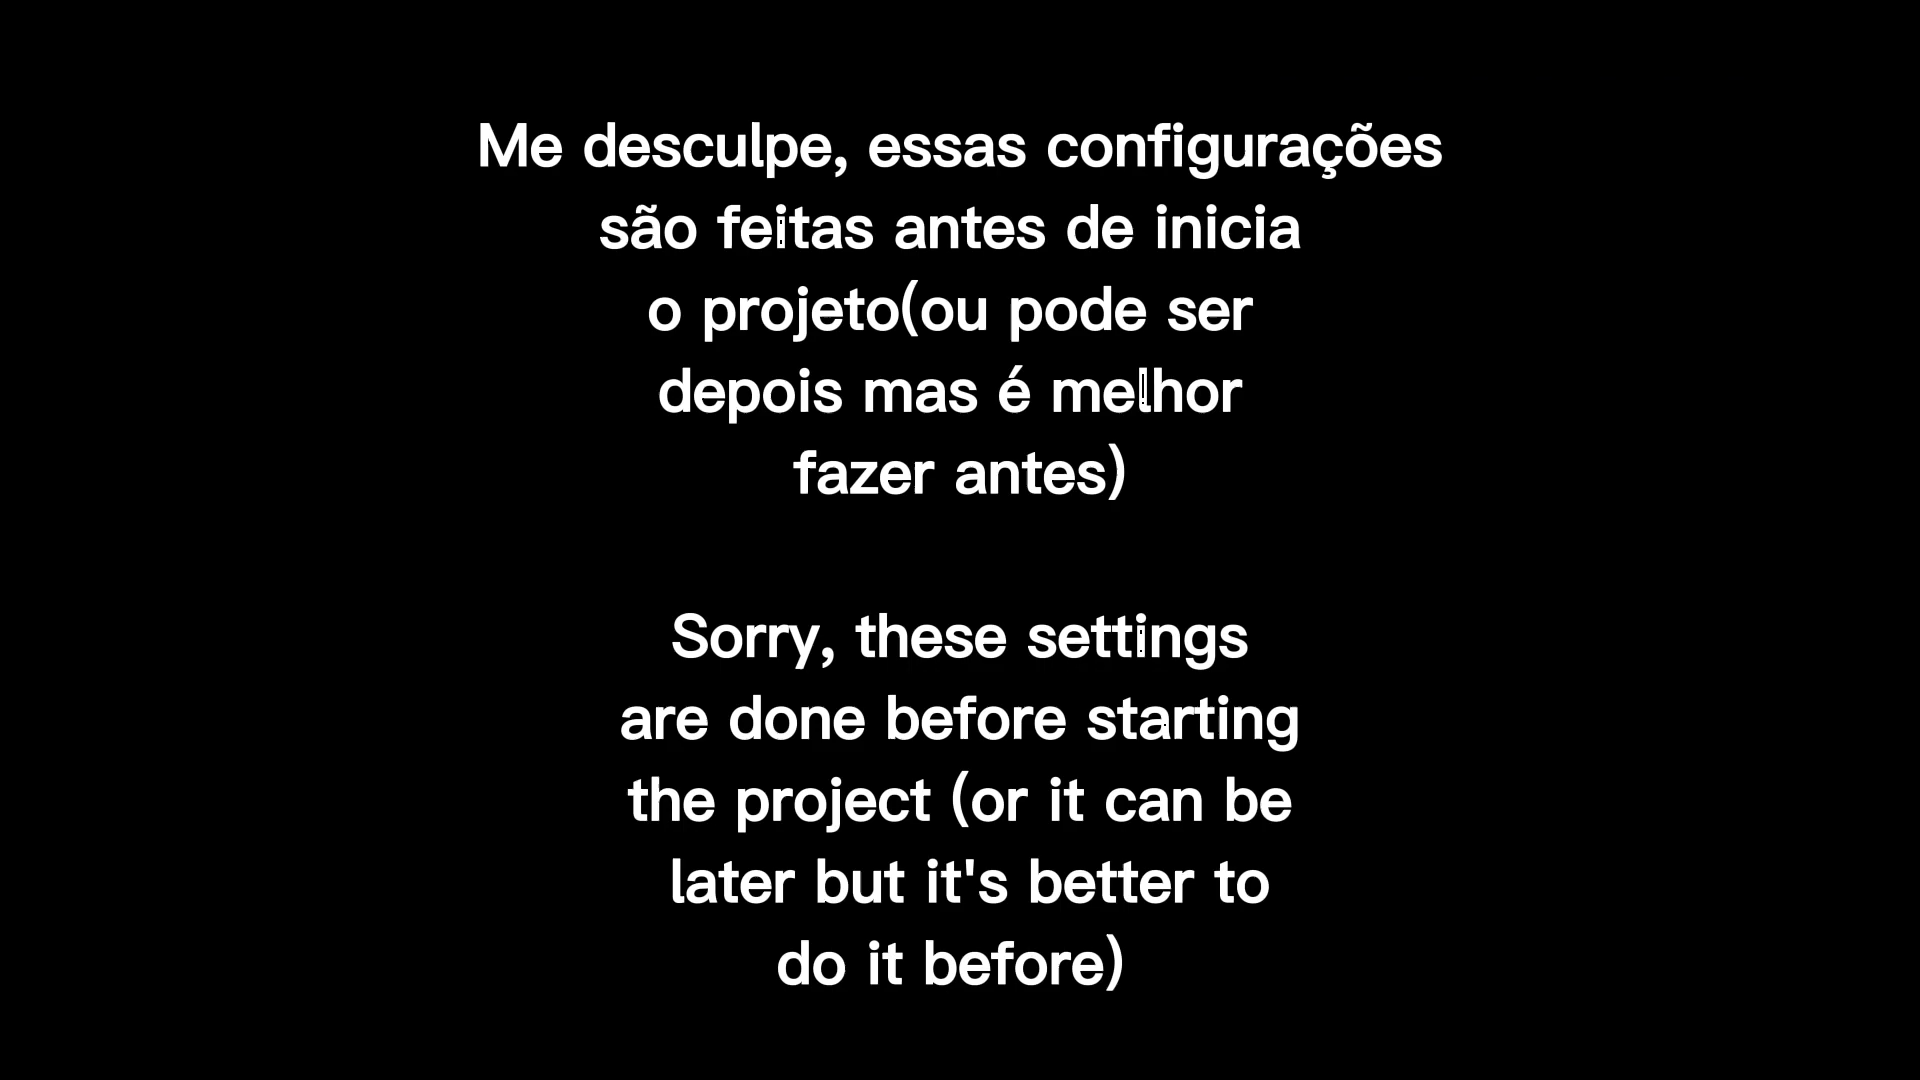 Me desculpe, essas configurações
são feitas antes de inicia
o projeto(ou pode ser
depois mas é melhor
fazer antes)
Sorry, these settings
are done before starting
the project (or it can be
later but it's better to
do it before)